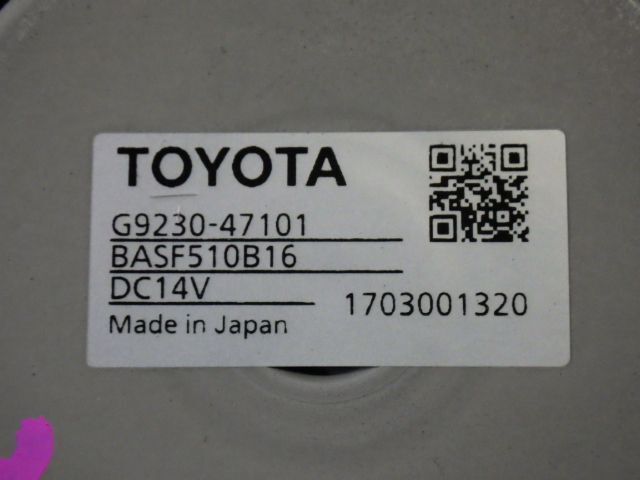 TOYOTA
G9230-47101
BASF510B16
DC14V
1703001320
Made in Japan